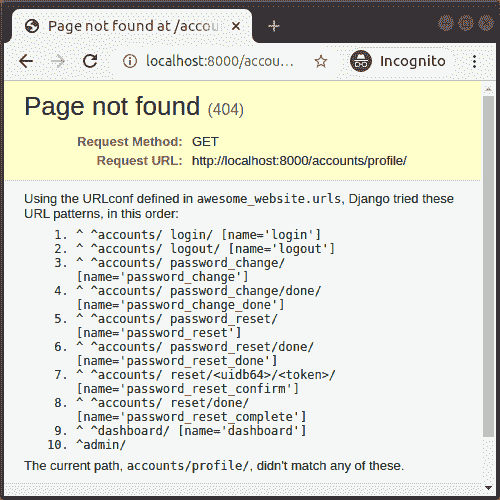 Page not found at /accou
localhost:8000/accou…
Incognito
Page not found (404)
Request Method: GET
Request URL: http://localhost:8000/accounts/profile/
Using the URLconf defined in awesome_website.urls, Django tried these
URL patterns, in this order:
1. ^ ^accounts/ login/ [name='login']
2. ^ ^accounts/ logout/ [name='logout']
3. ^ ^accounts/ password_change/
[name='password_change']
4. ^ ^accounts/ password_change/done/
[name='password_change_done']
5. ^ ^accounts/ password_reset/
[name='password_reset']
6. ^ ^accounts/ password_reset/done/
[name='password_reset_done']
7. ^ ^accounts/ reset/<uidb64>/<token>/
[name='password_reset_confirm']
8. ^ ^accounts/ reset/done/
[name='password_reset_complete']
9. ^ ^dashboard/ [name='dashboard']
10. ^admin/
The current path, accounts/profile/, didn't match any of these.